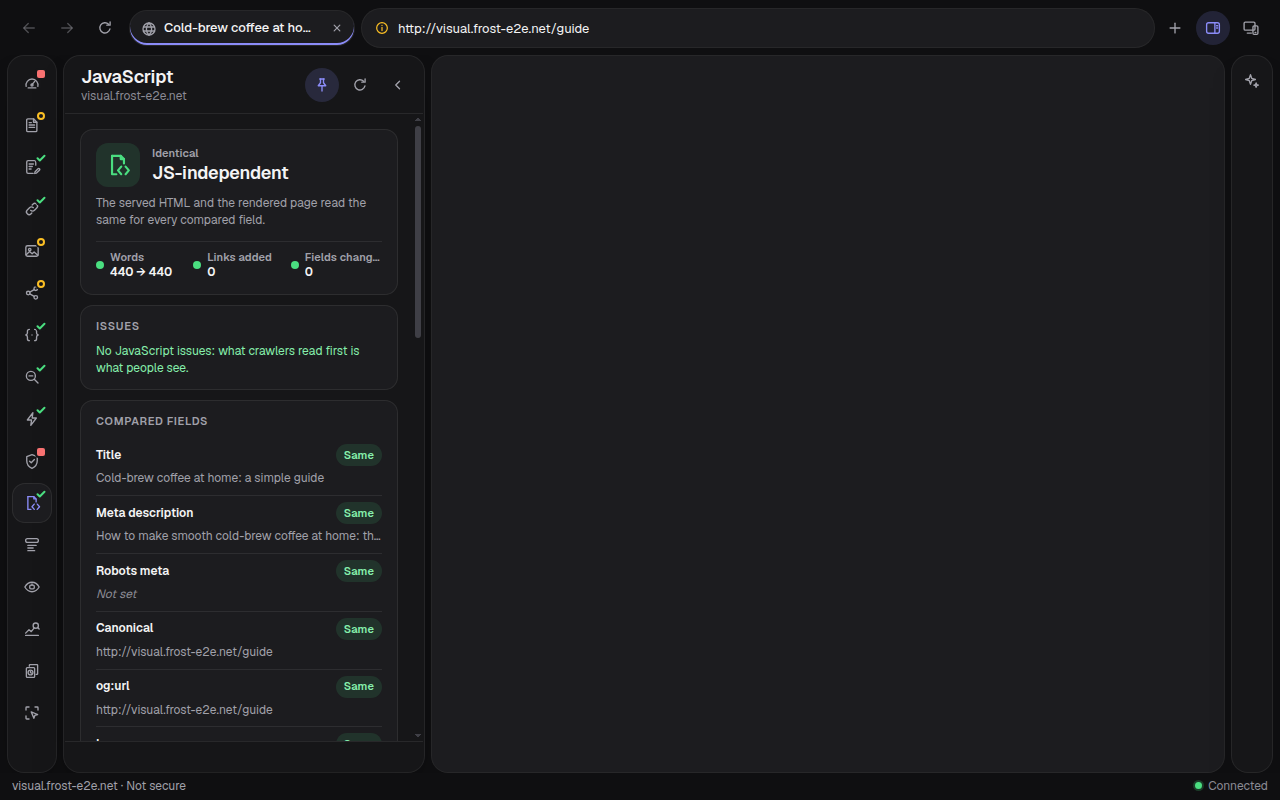 Cold-brew coffee at ho...
http://visual.frost-e2e.net/guide
JavaScript
visual.frost-e2e.net
Identical
JS-independent
The served HTML and the rendered page read the
same for every compared field.
Words
440 → 440
Links added
0
Fields chang...
0
ISSUES
No JavaScript issues: what crawlers read first is
what people see.
COMPARED FIELDS
Title
Same
Cold-brew coffee at home: a simple guide
Meta description
Same
How to make smooth cold-brew coffee at home: th...
Robots meta
Same
Not set
Canonical
Same
http://visual.frost-e2e.net/guide
og:url
Same
http://visual.frost-e2e.net/guide
visual.frost-e2e.net · Not secure
Connected